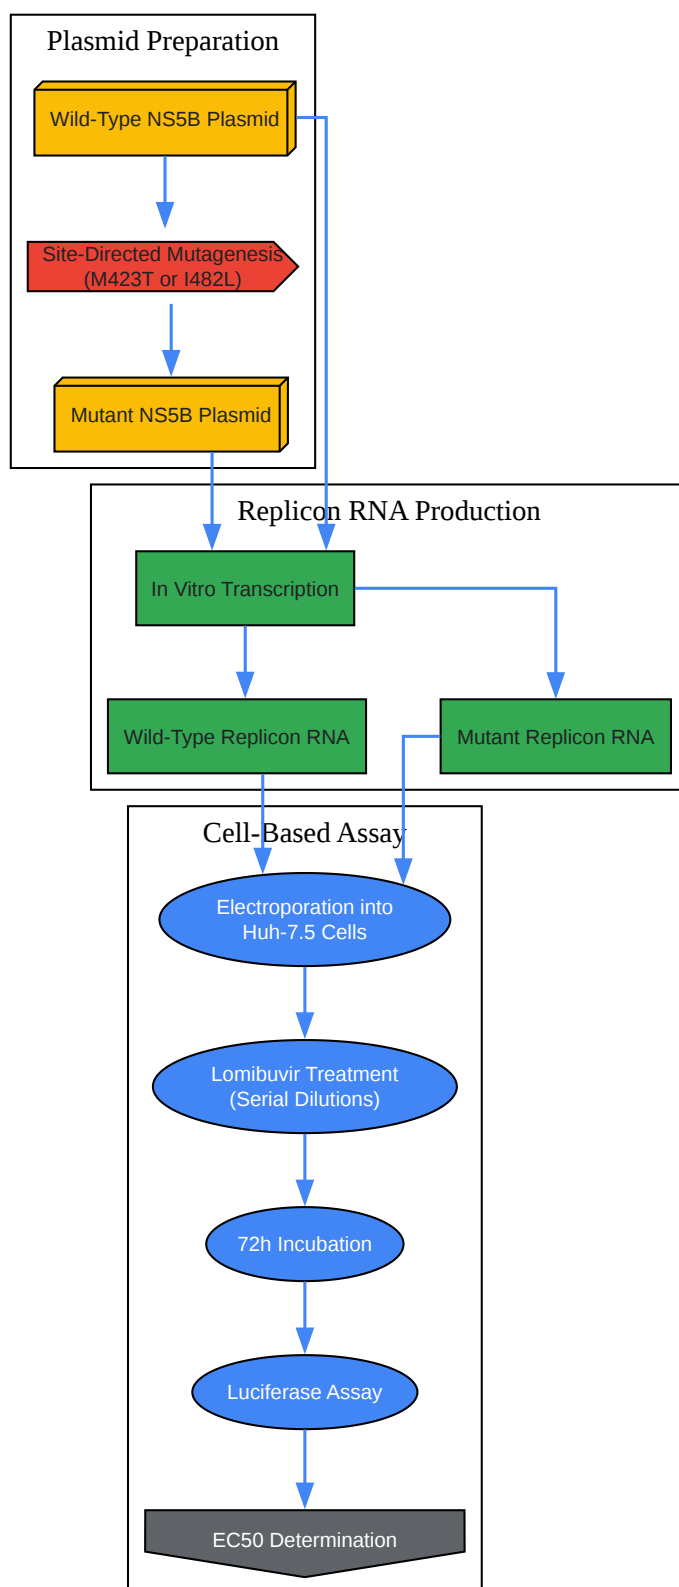 Plasmid Preparation
Wild-Type NS5B Plasmid
Site-Directed Mutagenesis
(M423T or I482L)
Mutant NS5B Plasmid
Replicon RNA Production
In Vitro Transcription
Wild-Type Replicon RNA
Mutant Replicon RNA
Cell-Based Assay
Electroporation into
Huh-7.5 Cells
Lomibuvir Treatment
(Serial Dilutions)
72h Incubation
Luciferase Assay
EC50 Determination